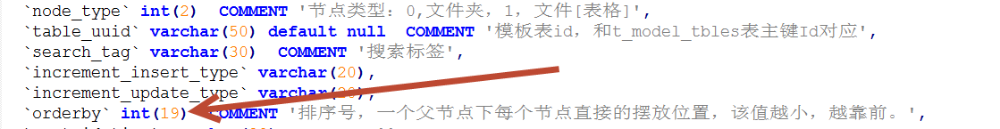 `node_type` int(2) COMMENT '节点类型：0,文件夹，1，文件[表格]',
`table_uuid` varchar(50) default null COMMENT '模板表id，和t_model_tbles表主键Id对应',
`search_tag` varchar(30) COMMENT '搜索标签',
`increment_insert_type` varchar(20),
`increment_update_type` varchar(20),
`orderby` int(19) COMMENT '排序号，一个父节点下每个节点直接的摆放位置，该值越小，越靠前。',